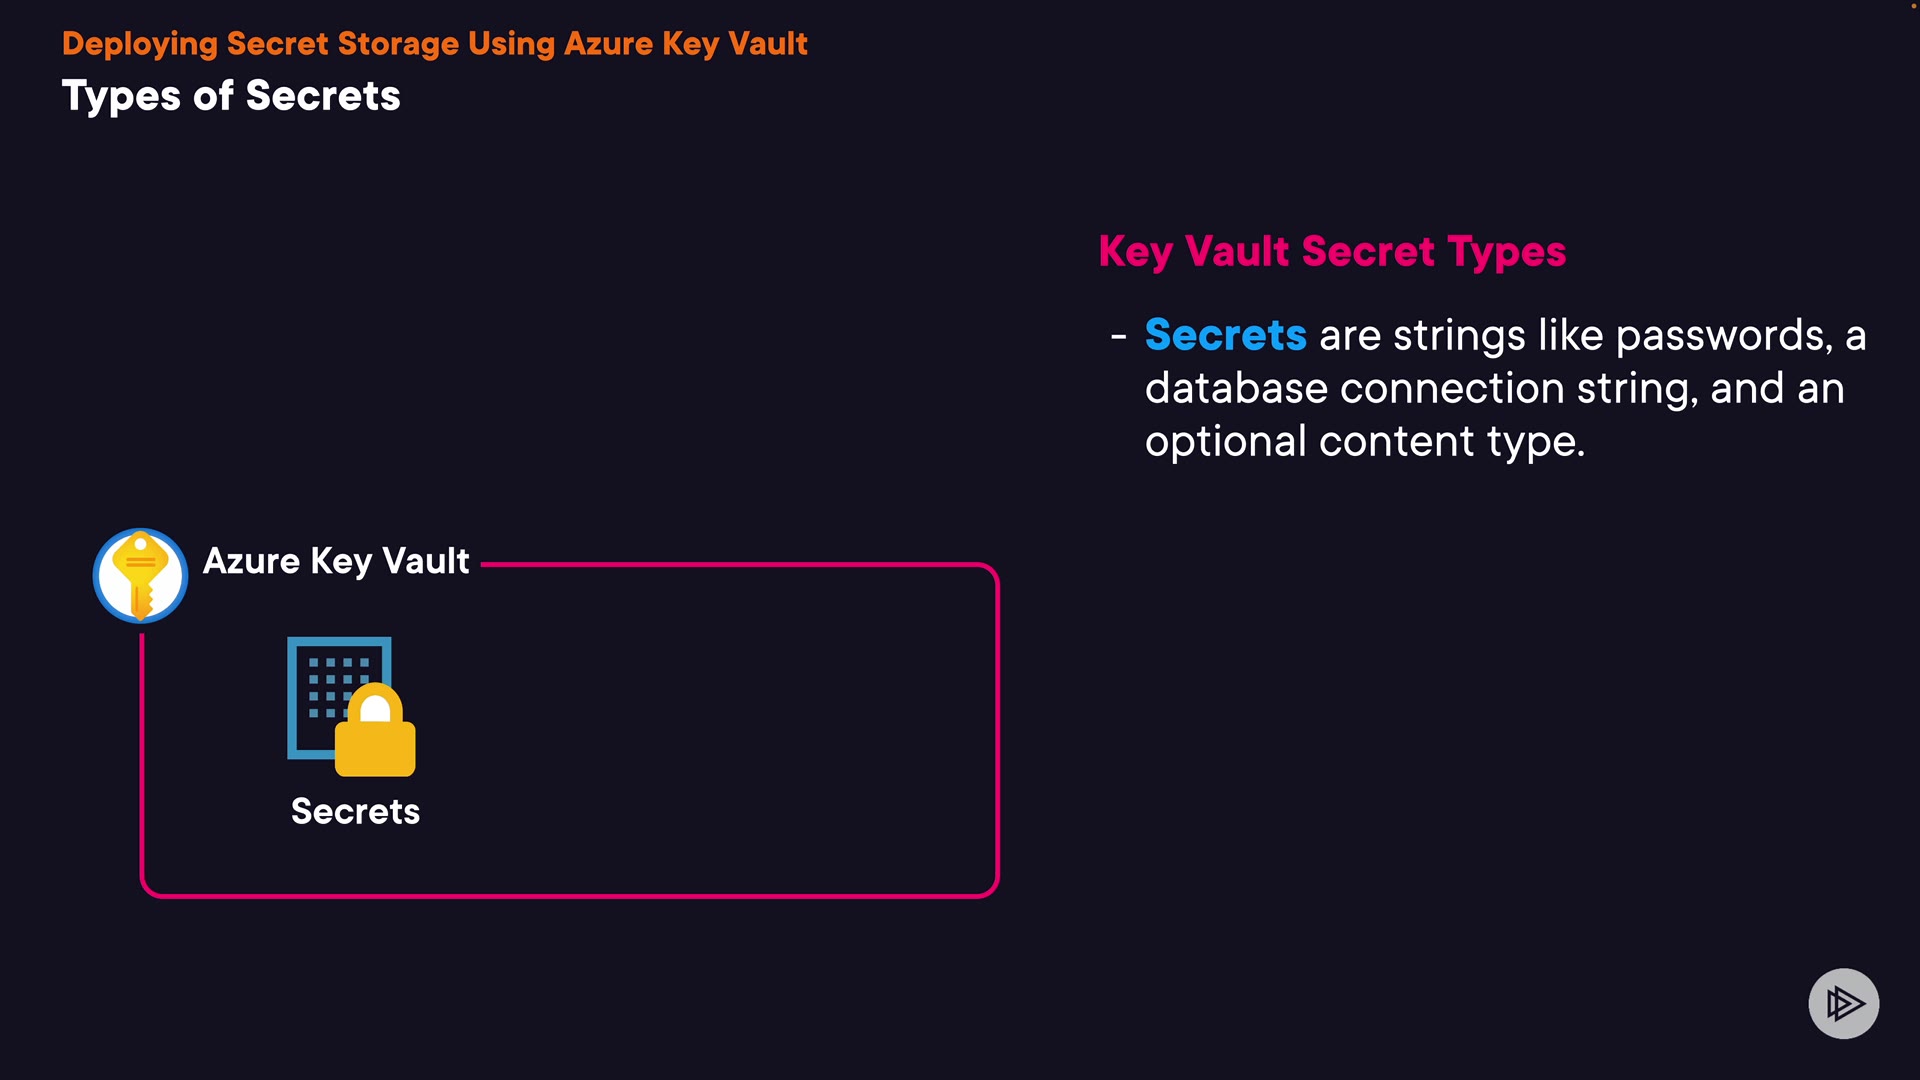 Deploying Secret Storage Using Azure Key Vault
Types of Secrets
Key Vault Secret Types
- Secrets are strings like passwords, a
database connection string, and an
optional content type.
Azure Key Vault
Secrets